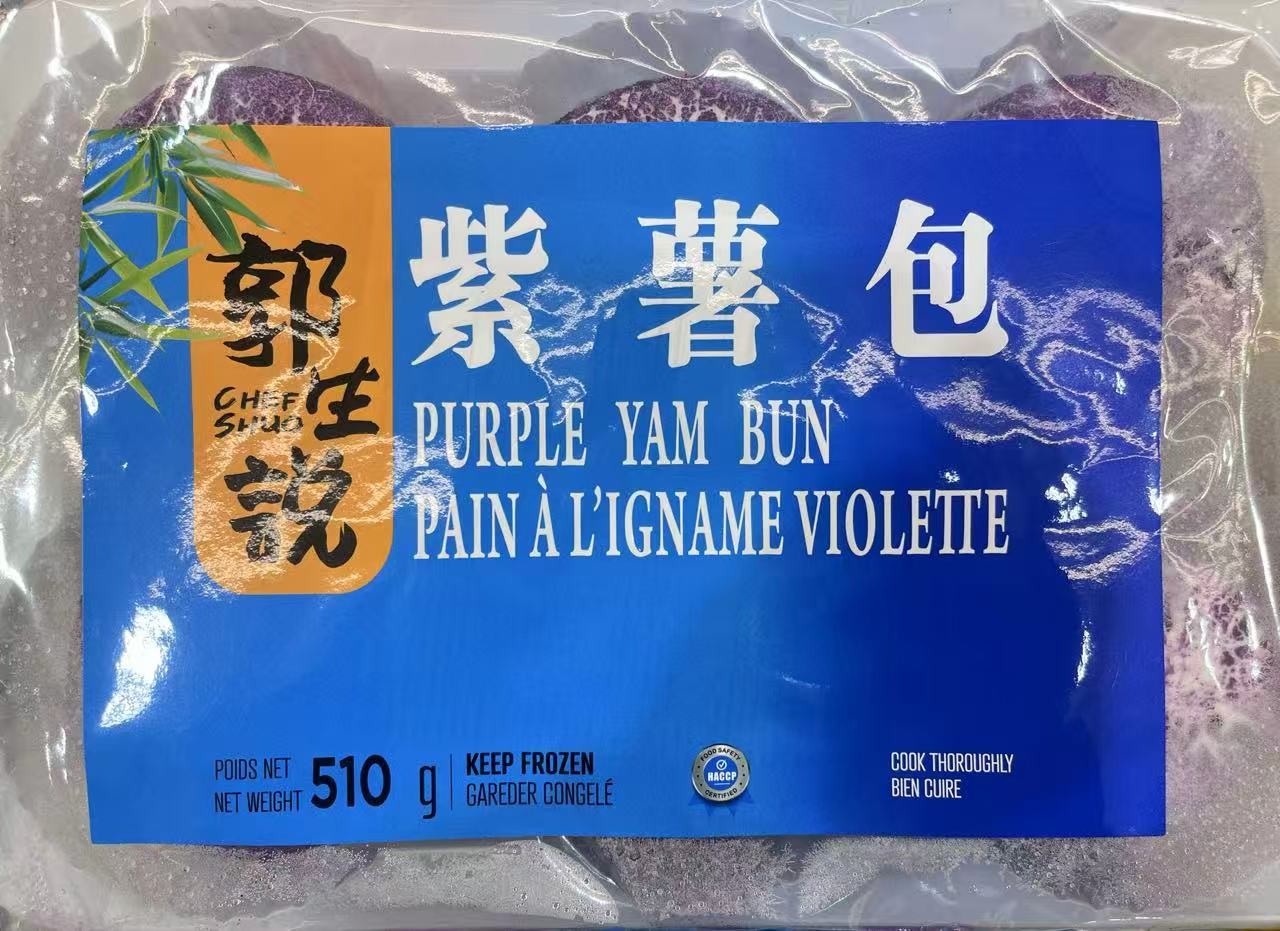 郭生説
CHEF
SHUO
紫薯包
PURPLE YAM BUN
PAIN À L'IGNAME VIOLETTE
POIDS NET
NET WEIGHT 510 g
KEEP FROZEN
GAREDER CONGELÉ
FOOD SAFETY
HACCP
CERTIFIED
COOK THOROUGHLY
BIEN CUIRE